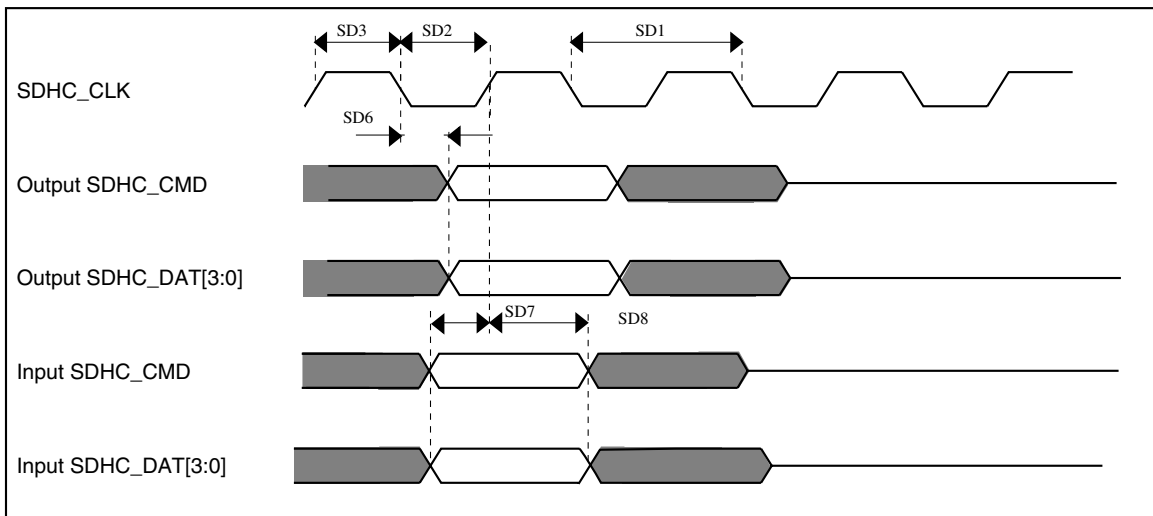 SD3 SD2 SD1
SDHC_CLK
SD6
Output SDHC_CMD
Output SDHC_DAT[3:0]
SD7 SD8
Input SDHC_CMD
Input SDHC_DAT[3:0]